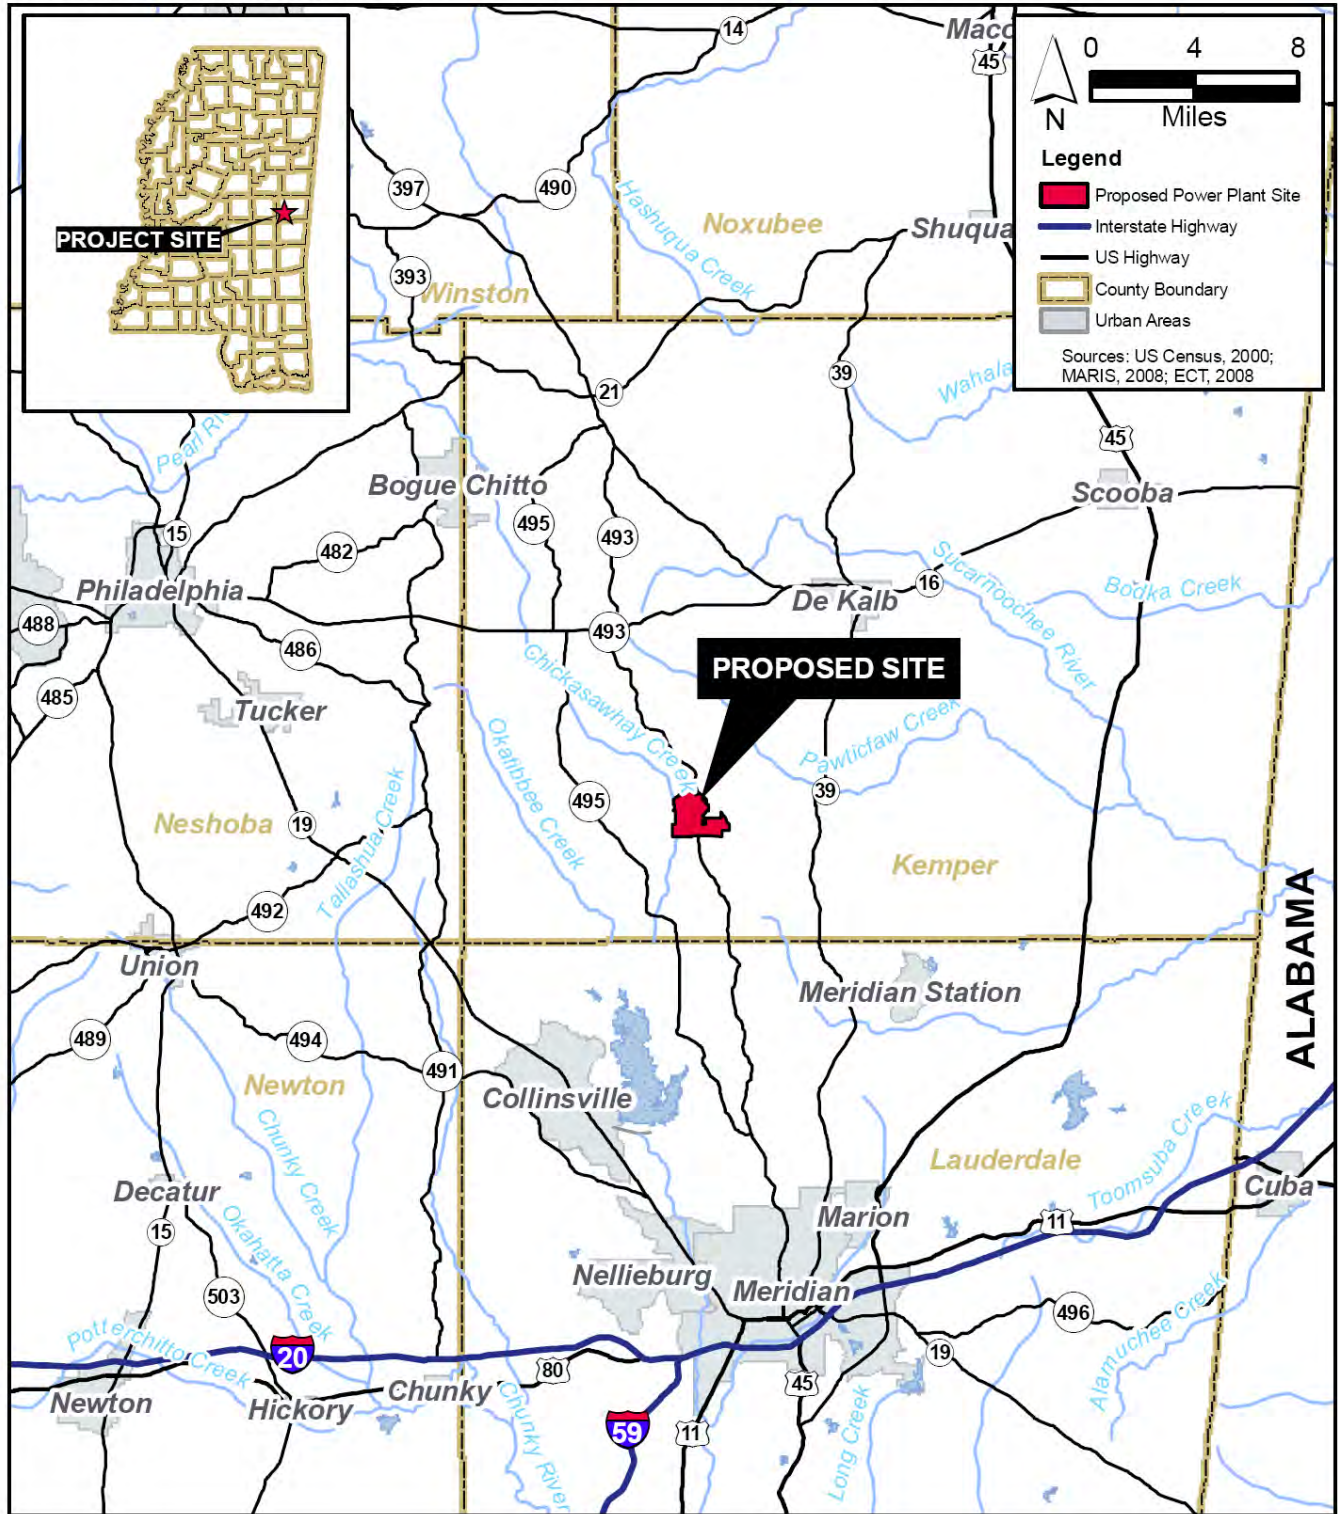 14
Maco
45
0 4 8
Miles
N
Legend
Proposed Power Plant Site
Interstate Highway
US Highway
County Boundary
Urban Areas
Sources: US Census, 2000;
MARIS, 2008; ECT, 2008
PROJECT SITE
397
490
Hashuqua Creek
Noxubee
Shuqua
393
Winston
21
39
Wahala
45
Pearl Ri
Bogue Chitto
Scooba
495
493
15
482
Sucarnoochee River
16
Bodka Creek
Philadelphia
De Kalb
488
493
486
Chickasawhay Creek
PROPOSED SITE
485
Tucker
Okatibbee Creek
Pawticfaw Creek
39
495
Neshoba
19
Tallashua Creek
Kemper
492
ALABAMA
Union
Meridian Station
489
494
491
Newton
Collinsville
Chunky Creek
Lauderdale
Toomsuba Creek
Decatur
Cuba
15
Okahatta Creek
Marion
11
Nellieburg
Meridian
503
496
Alamuchee Creek
Potterchitto Creek
20
19
80
45
Newton
Hickory
Chunky
Chunky River
59
11
Long Creek